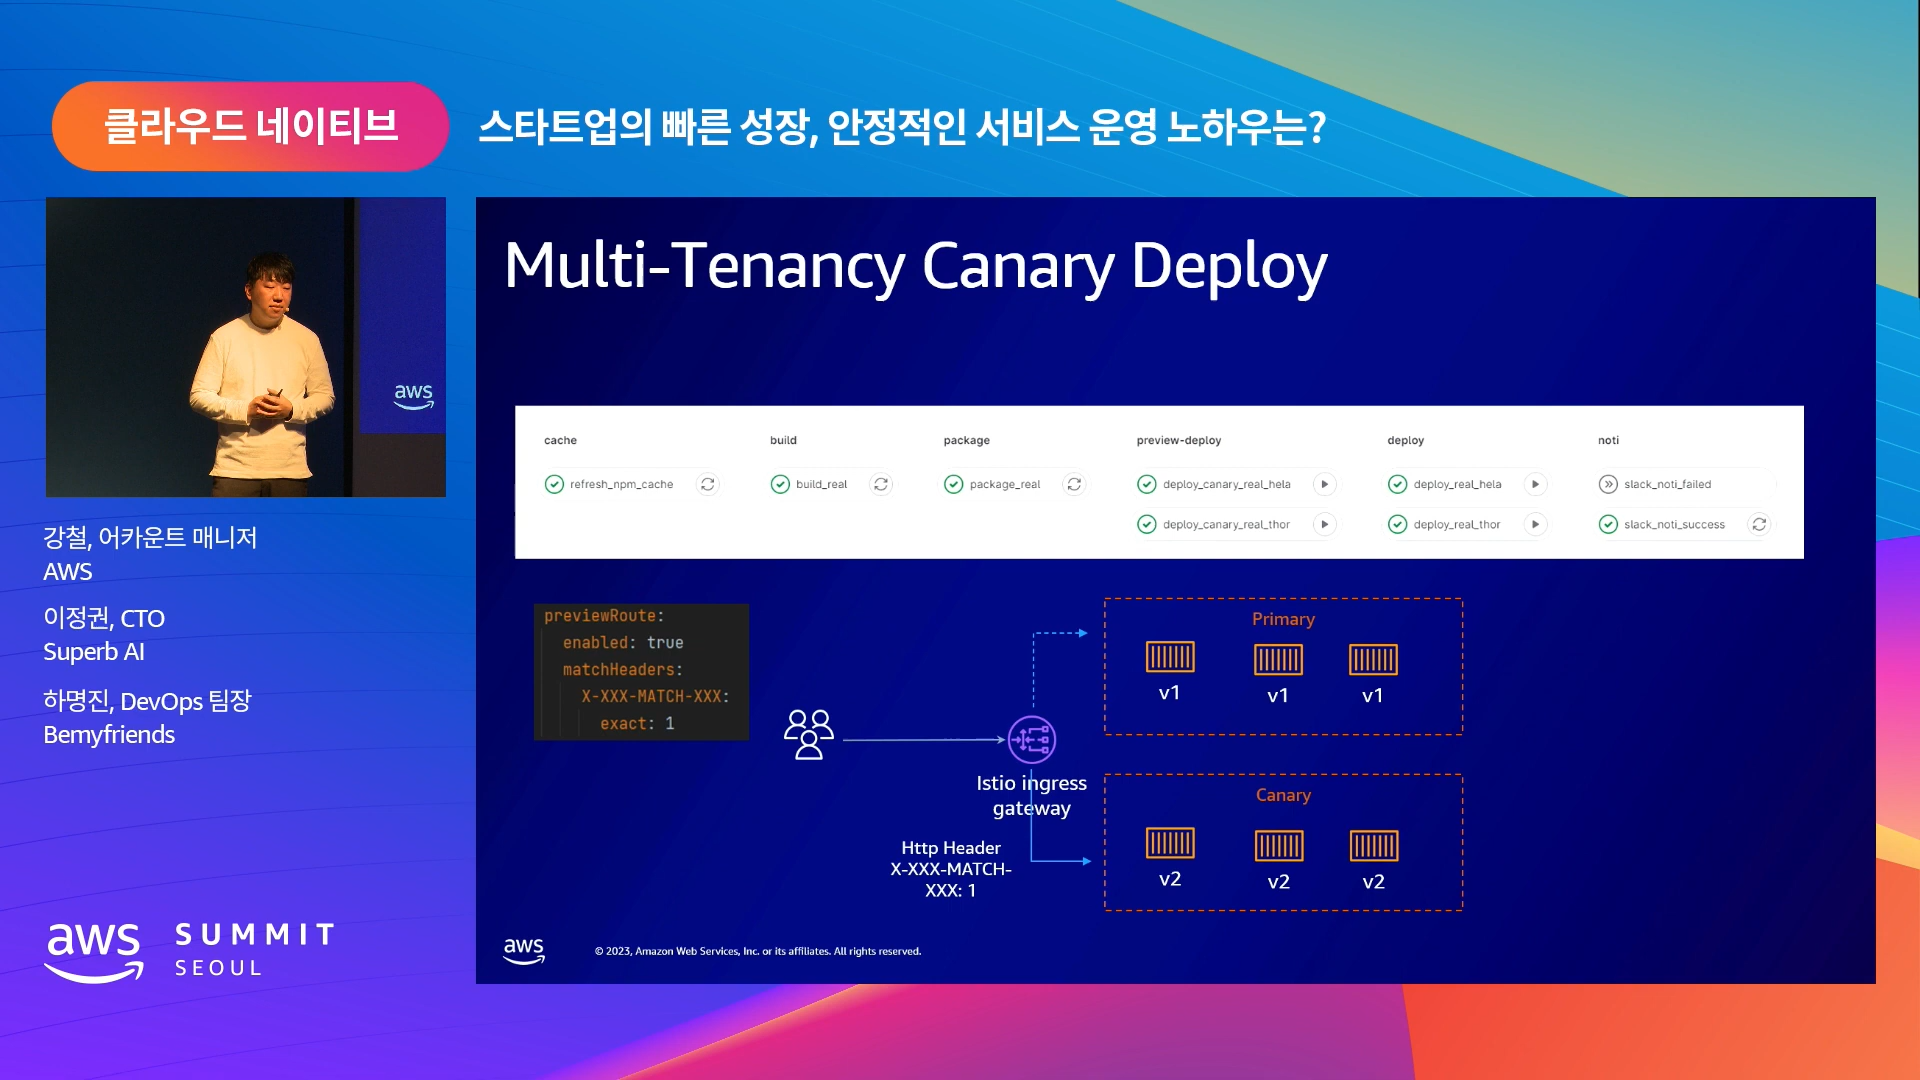 클라우드 네이티브
스타트업의 빠른 성장, 안정적인 서비스 운영 노하우는?
aws
강철, 어카운트 매니저
AWS
이정권, CTO
Superb AI
하명진, DevOps 팀장
Bemyfriends
aws SUMMIT
SEOUL
Multi-Tenancy Canary Deploy
cache build package preview-deploy deploy noti
refresh_npm_cache build_real package_real deploy_canary_real_hela deploy_real_hela slack_noti_failed
deploy_canary_real_thor deploy_real_thor slack_noti_success
previewRoute:
enabled: true
matchHeaders:
X-XXX-MATCH-XXX:
exact: 1
Istio ingress
gateway
Http Header
X-XXX-MATCH-
XXX: 1
Primary
v1 v1 v1
Canary
v2 v2 v2
aws
© 2023, Amazon Web Services, Inc. or its affiliates. All rights reserved.